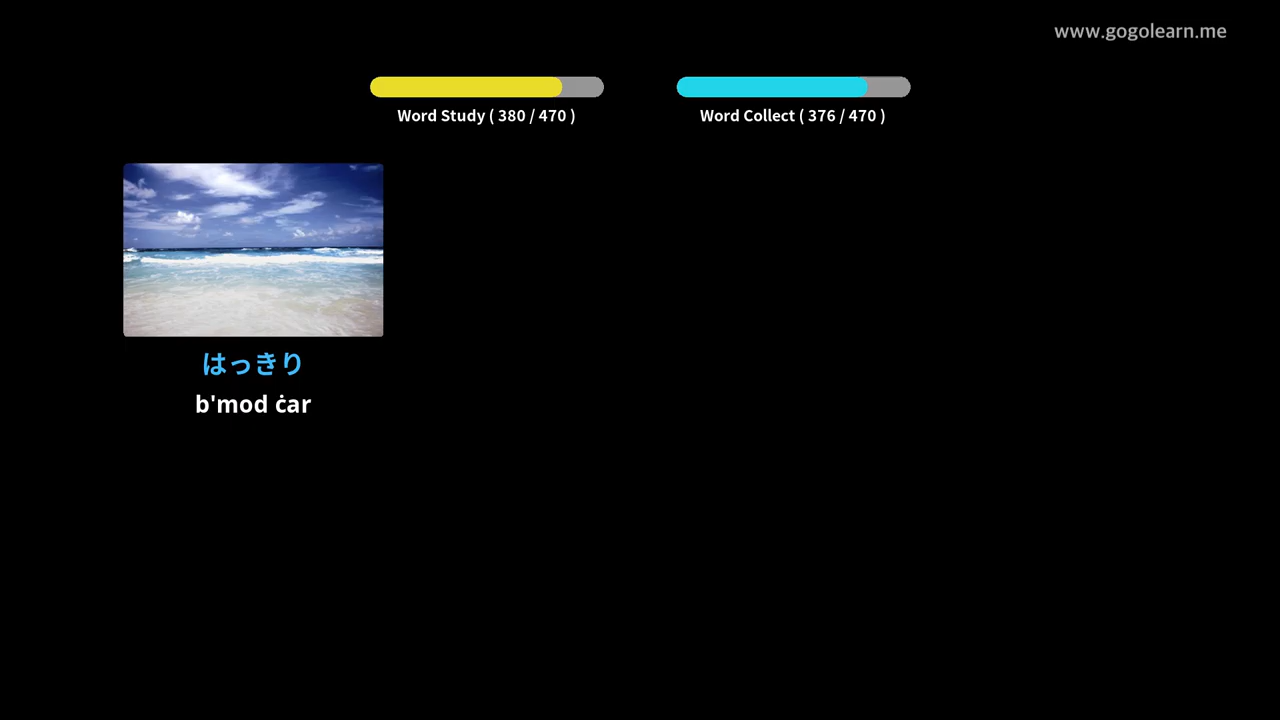 www.gogolearn.me
Word Study ( 380 / 470 )
Word Collect ( 376 / 470 )
はっきり
b'mod ċar